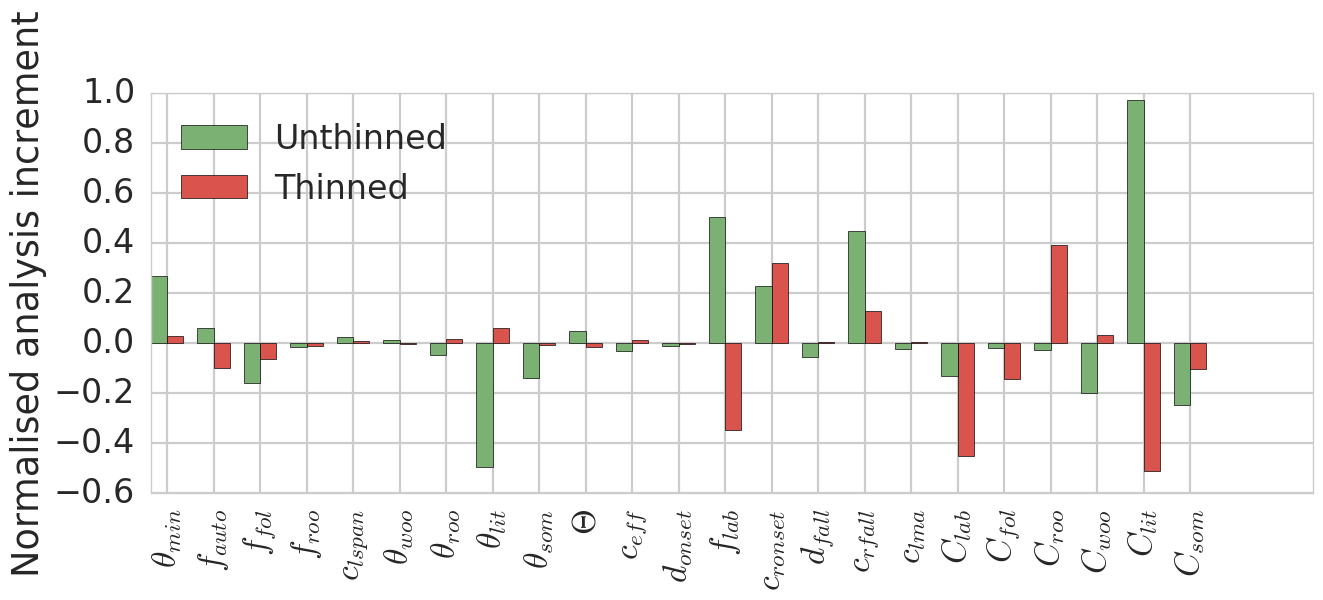 Normalised analysis increment
1.0
0.8
0.6
0.4
0.2
0.0
−0.2
−0.4
−0.6
Unthinned
Thinned
θmin
fauto
ffol
froo
clspan
θwoo
θroo
θlit
θsom
Θ
ceff
donset
flab
cronset
dfall
crfall
clma
Clab
Cfol
Croo
Cwoo
Clit
Csom